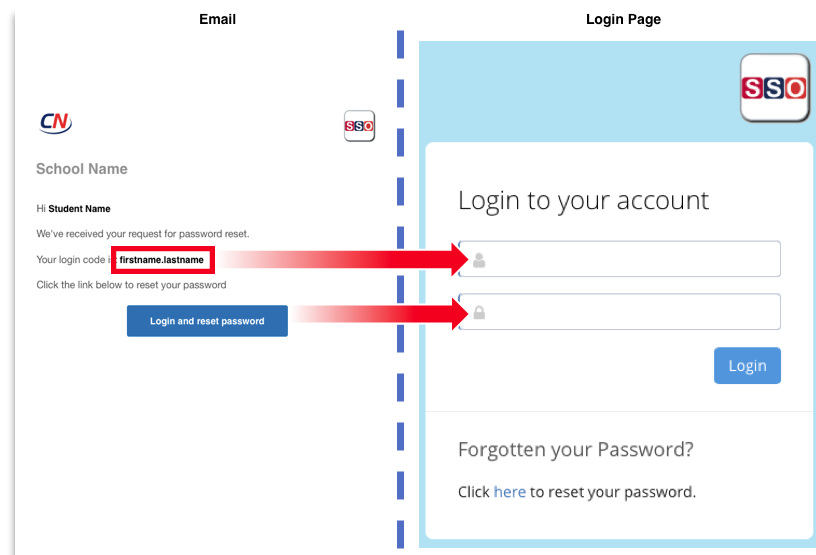 Email
CN
SSO
School Name
Hi Student Name
We've received your request for password reset.
Your login code i firstname.lastname
Click the link below to reset your password
Login and reset password
Login Page
SSO
Login to your account
Login
Forgotten your Password?
Click here to reset your password.